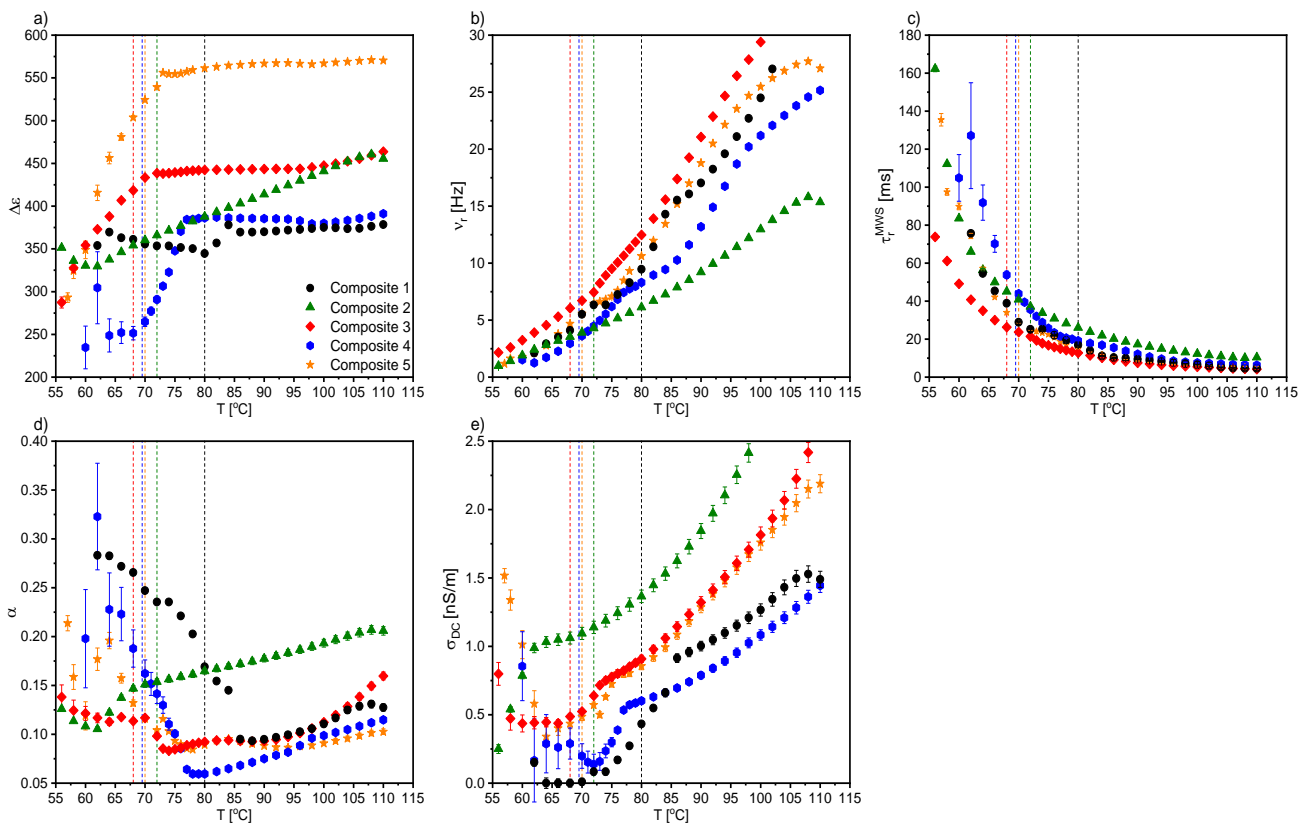 a)
600
550
500
450
400
350
300
250
200
Δε
55 60 65 70 75 80 85 90 95 100 105 110 115
T [°C]
Composite 1
Composite 2
Composite 3
Composite 4
Composite 5
b)
30
25
20
15
10
5
0
νr [Hz]
55 60 65 70 75 80 85 90 95 100 105 110 115
T [°C]
c)
180
160
140
120
100
80
60
40
20
0
τr^MWS [ms]
55 60 65 70 75 80 85 90 95 100 105 110 115
T [°C]
d)
0.40
0.35
0.30
0.25
0.20
0.15
0.10
0.05
α
55 60 65 70 75 80 85 90 95 100 105 110 115
T [°C]
e)
2.5
2.0
1.5
1.0
0.5
0.0
σDC [nS/m]
55 60 65 70 75 80 85 90 95 100 105 110 115
T [°C]